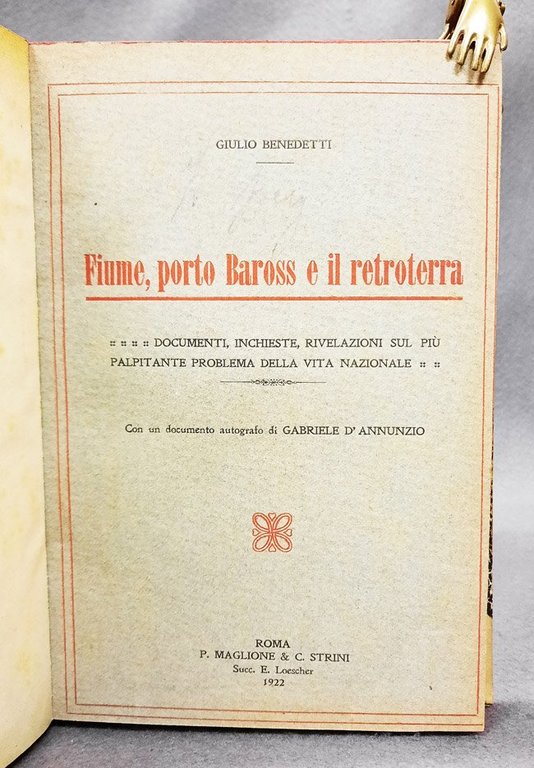 GIULIO BENEDETTI
Fiume, porto Baross e il retroterra
:: :: :: :: DOCUMENTI, INCHIESTE, RIVELAZIONI SUL PIÙ
PALPITANTE PROBLEMA DELLA VITA NAZIONALE :: ::
Con un documento autografo di GABRIELE D'ANNUNZIO
ROMA
P. MAGLIONE & C. STRINI
Succ. E. Loescher
1922